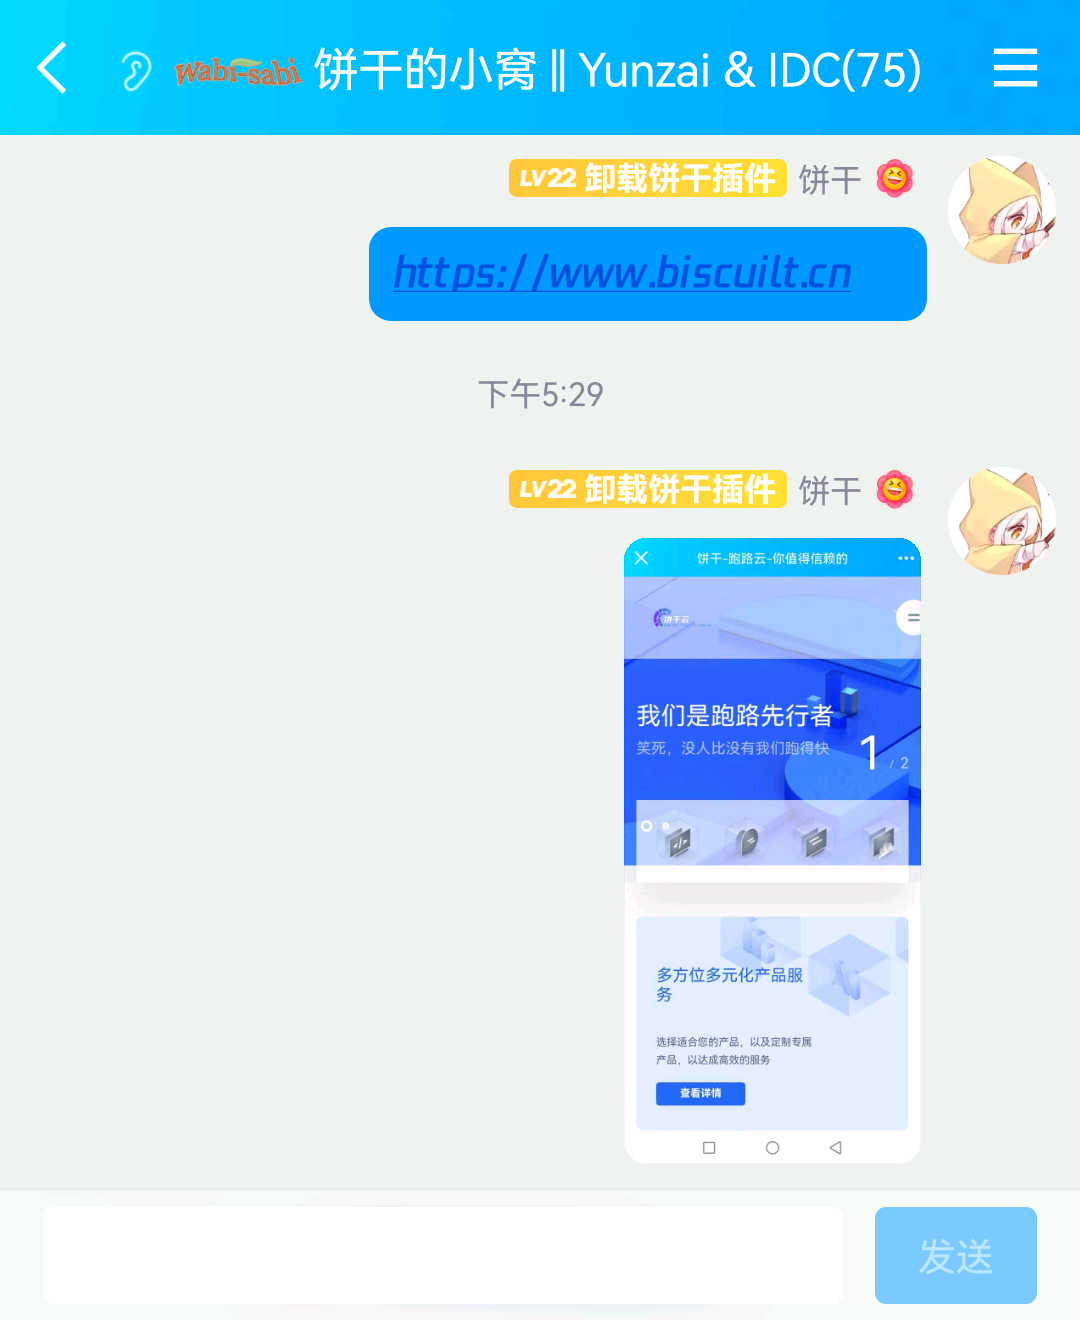 Wabi-sabi 饼干的小窝 || Yunzai & IDC(75)
LV22 卸载饼干插件 饼干
https://www.biscuilt.cn
下午5:29
LV22 卸载饼干插件 饼干
饼干-跑路云-你值得信赖的
饼干云
我们是跑路先行者
笑死，没人比没有我们跑得快
1 / 2
多方位多元化产品服
务
选择适合您的产品，以及定制专属
产品，以达成高效的服务
查看详情
发送